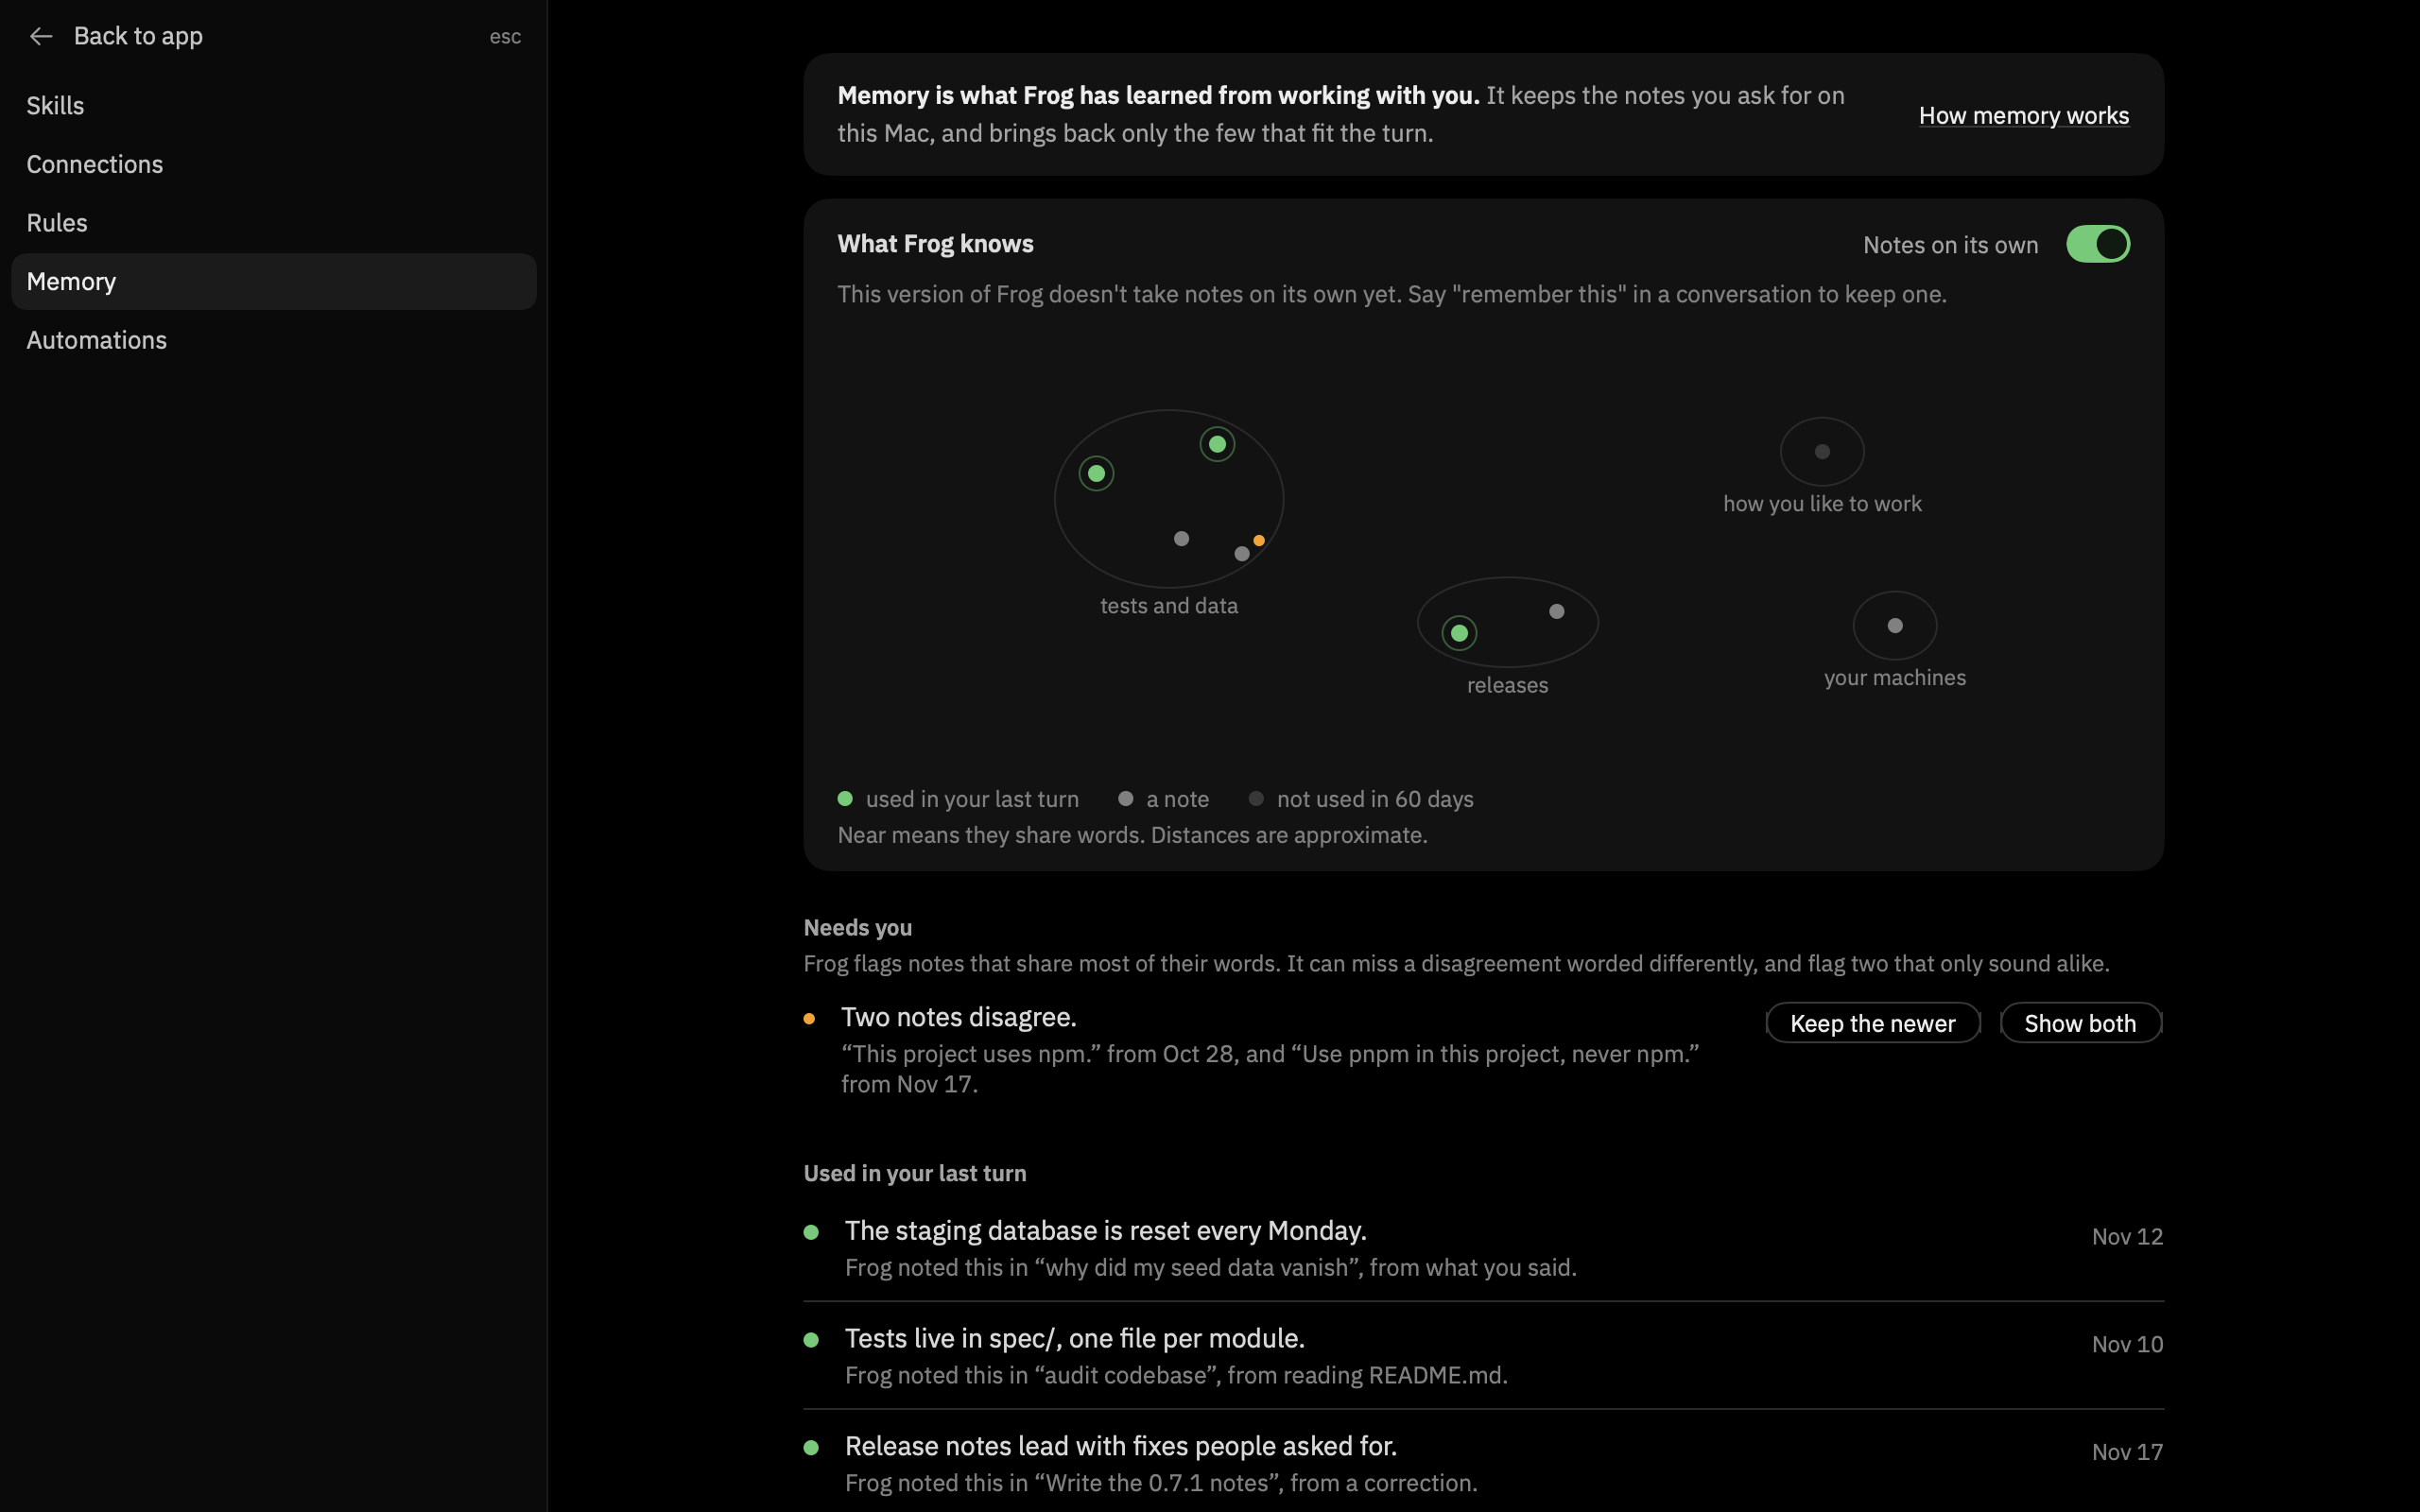 Back to app
esc
Skills
Connections
Rules
Memory
Automations
Memory is what Frog has learned from working with you. It keeps the notes you ask for on
this Mac, and brings back only the few that fit the turn.
How memory works
What Frog knows
Notes on its own
This version of Frog doesn't take notes on its own yet. Say "remember this" in a conversation to keep one.
how you like to work
tests and data
your machines
releases
used in your last turn
a note
not used in 60 days
Near means they share words. Distances are approximate.
Needs you
Frog flags notes that share most of their words. It can miss a disagreement worded differently, and flag two that only sound alike.
Two notes disagree.
“This project uses npm.” from Oct 28, and “Use pnpm in this project, never npm.”
from Nov 17.
Keep the newer
Show both
Used in your last turn
The staging database is reset every Monday.
Nov 12
Frog noted this in “why did my seed data vanish”, from what you said.
Tests live in spec/, one file per module.
Nov 10
Frog noted this in “audit codebase”, from reading README.md.
Release notes lead with fixes people asked for.
Nov 17
Frog noted this in “Write the 0.7.1 notes”, from a correction.